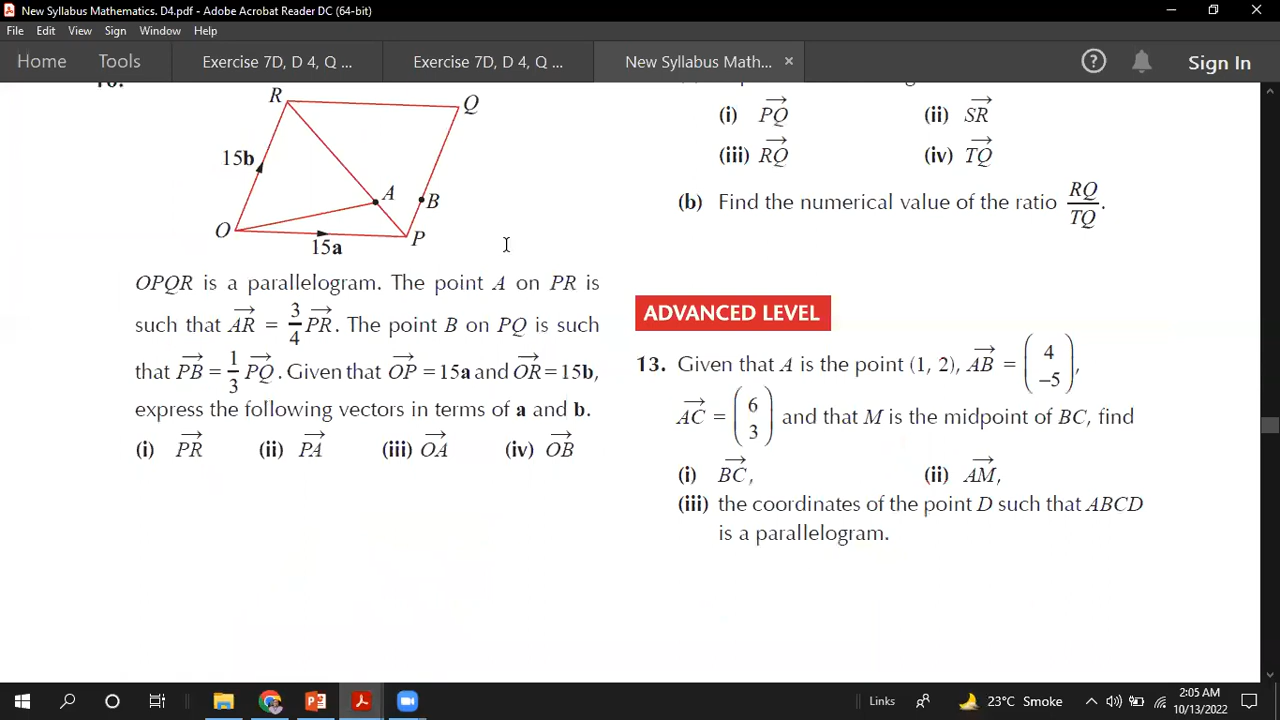 New Syllabus Mathematics. D4.pdf - Adobe Acrobat Reader DC (64-bit)
File Edit View Sign Window Help
Home Tools Exercise 7D, D 4, Q ... Exercise 7D, D 4, Q ... New Syllabus Math... × ? Sign In
R Q
15b
A
B
O P
15a
OPQR is a parallelogram. The point A on PR is
such that AR→ = 3/4 PR→. The point B on PQ is such
that PB→ = 1/3 PQ→. Given that OP→ = 15a and OR→ = 15b,
express the following vectors in terms of a and b.
(i) PR→ (ii) PA→ (iii) OA→ (iv) OB→
(i) PQ→ (ii) SR→
(iii) RQ→ (iv) TQ→
(b) Find the numerical value of the ratio RQ/TQ.
ADVANCED LEVEL
13. Given that A is the point (1, 2), AB→ = (4 −5),
AC→ = (6 3) and that M is the midpoint of BC, find
(i) BC→, (ii) AM→,
(iii) the coordinates of the point D such that ABCD
is a parallelogram.
Links 23°C Smoke 2:05 AM
10/13/2022